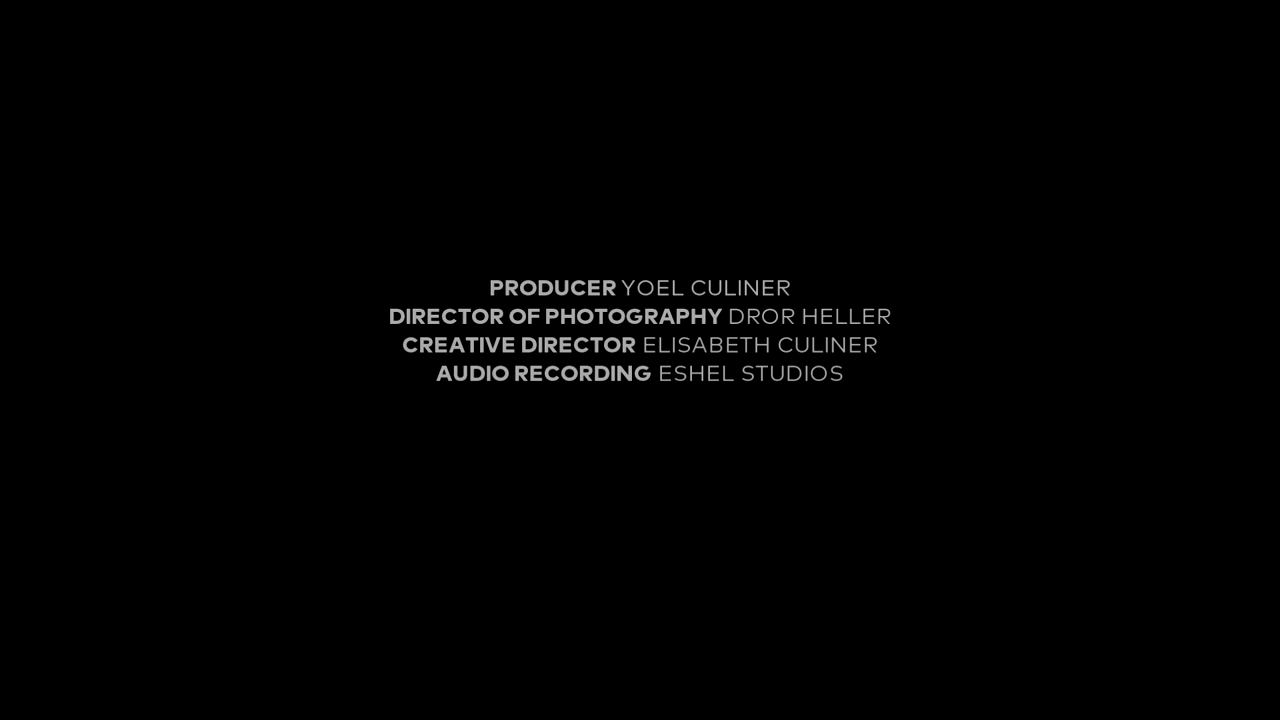 PRODUCER YOEL CULINER
DIRECTOR OF PHOTOGRAPHY DROR HELLER
CREATIVE DIRECTOR ELISABETH CULINER
AUDIO RECORDING ESHEL STUDIOS